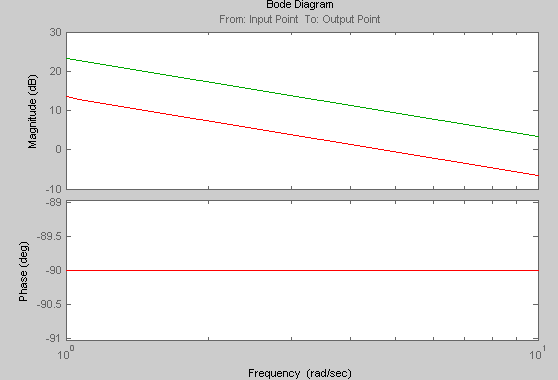 Bode Diagram
From: Input Point To: Output Point
Magnitude (dB)
30
20
10
0
-10
Phase (deg)
-89
-89.5
-90
-90.5
-91
10^0
10^1
Frequency (rad/sec)